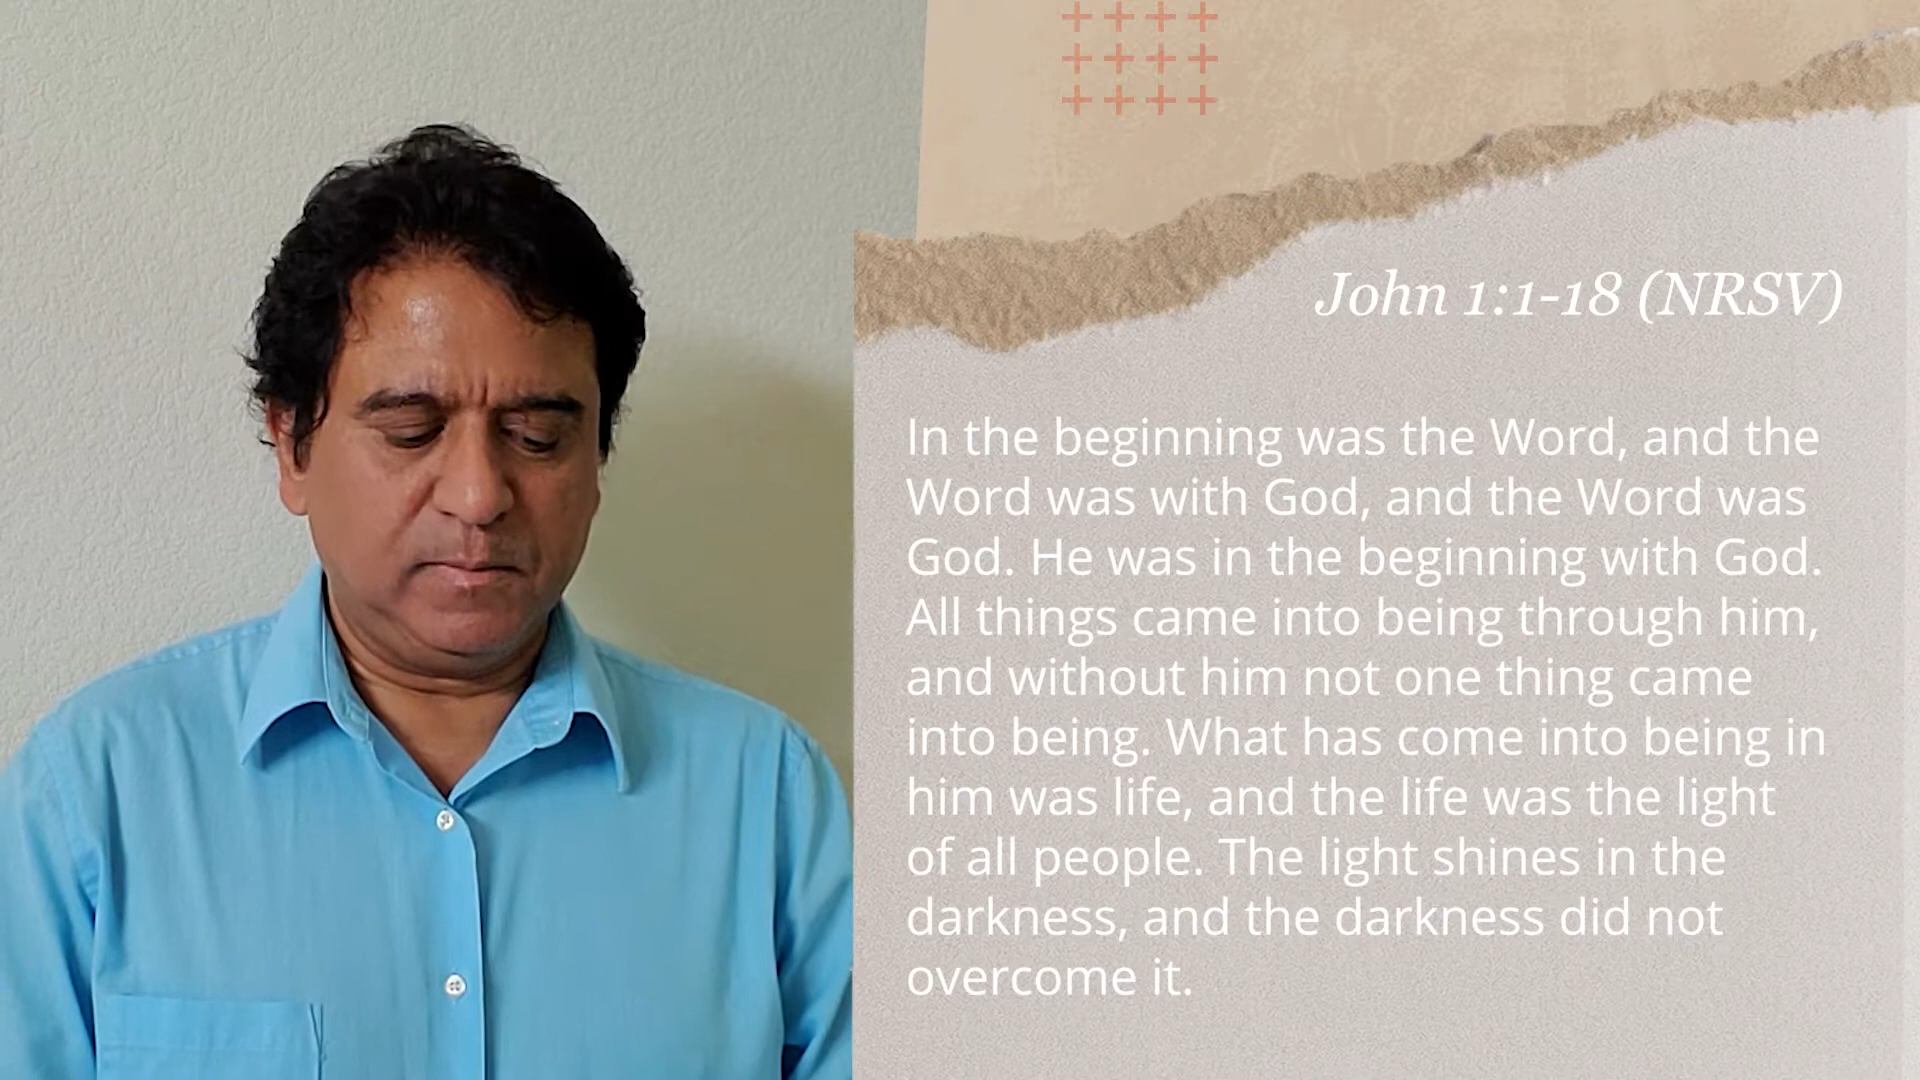 John 1:1-18 (NRSV)
In the beginning was the Word, and the
Word was with God, and the Word was
God. He was in the beginning with God.
All things came into being through him,
and without him not one thing came
into being. What has come into being in
him was life, and the life was the light
of all people. The light shines in the
darkness, and the darkness did not
overcome it.